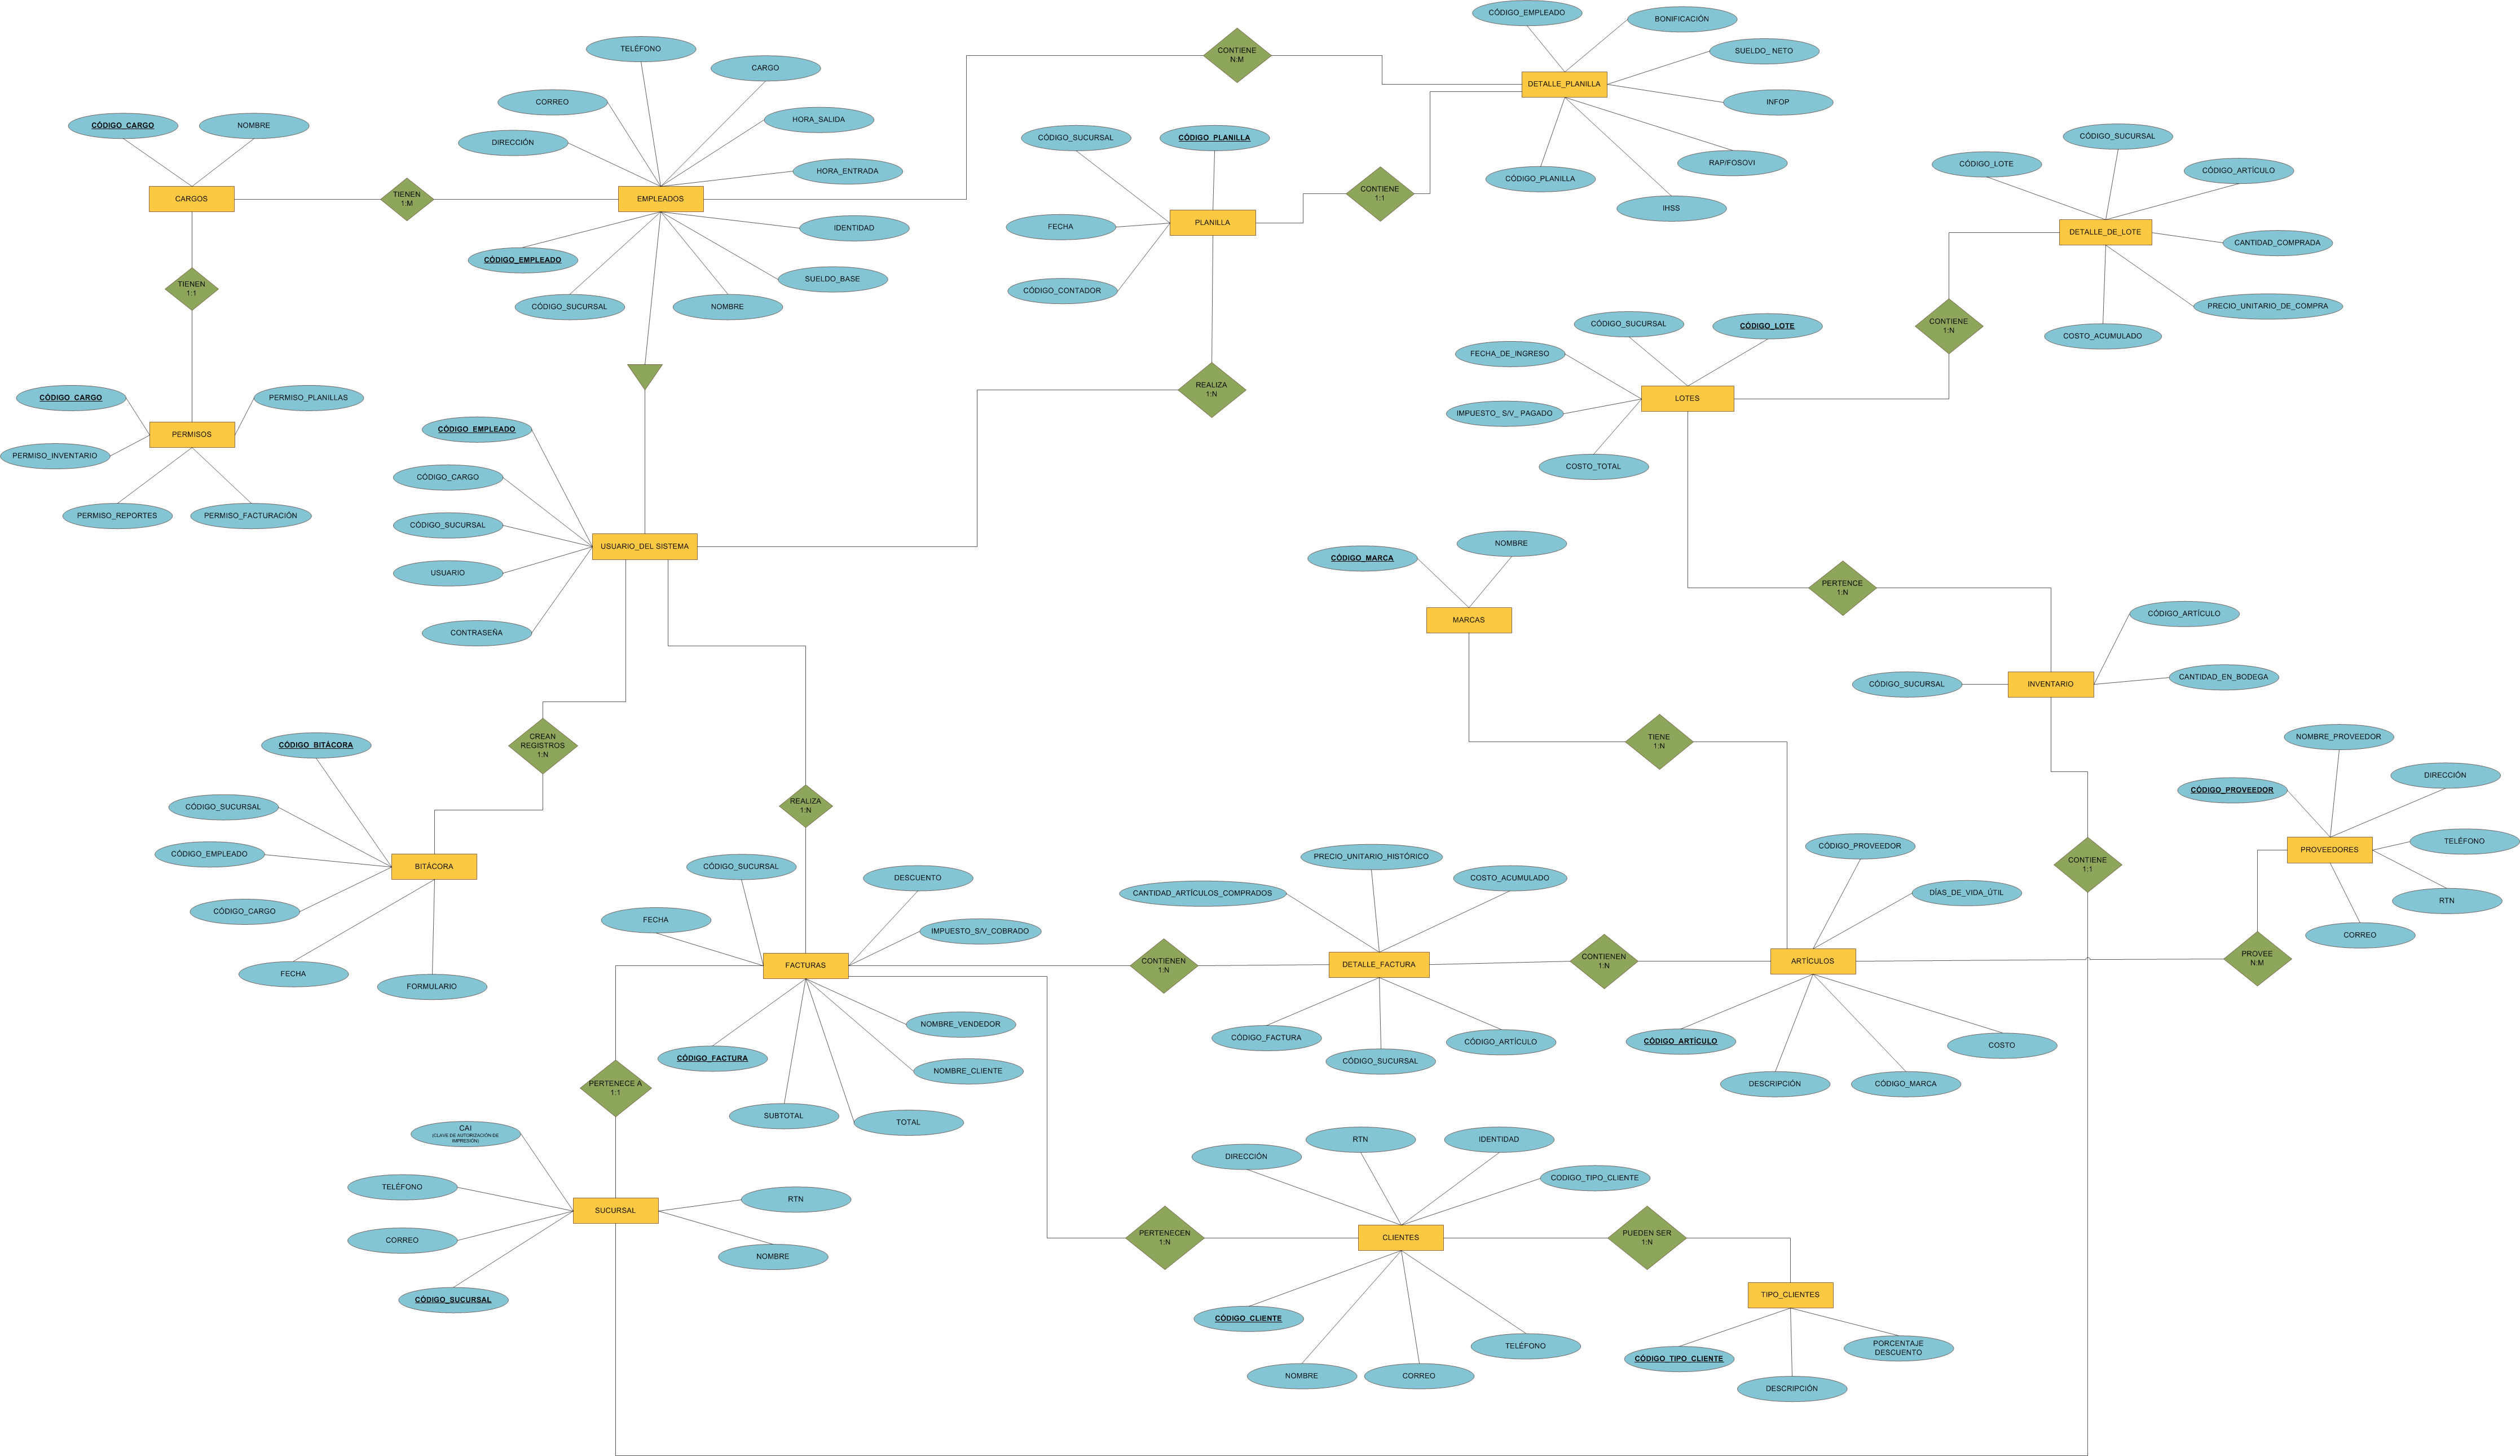 CÓDIGO_EMPLEADO
BONIFICACIÓN
TELÉFONO
CONTIENE
N:M
SUELDO_ NETO
CARGO
DETALLE_PLANILLA
CORREO
INFOP
HORA_SALIDA
CÓDIGO_CARGO
NOMBRE
CÓDIGO_SUCURSAL
CÓDIGO_PLANILLA
CÓDIGO_SUCURSAL
DIRECCIÓN
RAP/FOSOVI
CÓDIGO_LOTE
HORA_ENTRADA
CÓDIGO_ARTÍCULO
CÓDIGO_PLANILLA
CARGOS
TIENEN
1:M
EMPLEADOS
CONTIENE
1:1
IHSS
PLANILLA
IDENTIDAD
FECHA
DETALLE_DE_LOTE
CANTIDAD_COMPRADA
CÓDIGO_EMPLEADO
SUELDO_BASE
TIENEN
1:1
CÓDIGO_CONTADOR
CÓDIGO_SUCURSAL
NOMBRE
PRECIO_UNITARIO_DE_COMPRA
CÓDIGO_SUCURSAL
CÓDIGO_LOTE
CONTIENE
1:N
COSTO_ACUMULADO
FECHA_DE_INGRESO
REALIZA
1:N
CÓDIGO_CARGO
PERMISO_PLANILLAS
LOTES
IMPUESTO_ S/V_ PAGADO
CÓDIGO_EMPLEADO
PERMISOS
PERMISO_INVENTARIO
COSTO_TOTAL
CÓDIGO_CARGO
PERMISO_REPORTES
PERMISO_FACTURACIÓN
CÓDIGO_SUCURSAL
USUARIO_DEL SISTEMA
NOMBRE
CÓDIGO_MARCA
USUARIO
PERTENCE
1:N
CÓDIGO_ARTÍCULO
MARCAS
CONTRASEÑA
CANTIDAD_EN_BODEGA
CÓDIGO_SUCURSAL
INVENTARIO
CREAN
REGISTROS
1:N
TIENE
1:N
NOMBRE_PROVEEDOR
CÓDIGO_BITÁCORA
DIRECCIÓN
CÓDIGO_PROVEEDOR
CÓDIGO_SUCURSAL
REALIZA
1:N
TELÉFONO
CÓDIGO_PROVEEDOR
PROVEEDORES
CÓDIGO_EMPLEADO
PRECIO_UNITARIO_HISTÓRICO
CONTIENE
1:1
BITÁCORA
CÓDIGO_SUCURSAL
DESCUENTO
COSTO_ACUMULADO
CANTIDAD_ARTÍCULOS_COMPRADOS
DÍAS_DE_VIDA_ÚTIL
RTN
CÓDIGO_CARGO
FECHA
IMPUESTO_S/V_COBRADO
CORREO
FACTURAS
CONTIENEN
1:N
DETALLE_FACTURA
CONTIENEN
1:N
ARTÍCULOS
PROVEE
N:M
FECHA
FORMULARIO
NOMBRE_VENDEDOR
CÓDIGO_FACTURA
CÓDIGO_ARTÍCULO
CÓDIGO_ARTÍCULO
COSTO
CÓDIGO_FACTURA
CÓDIGO_SUCURSAL
NOMBRE_CLIENTE
PERTENECE A
1:1
DESCRIPCIÓN
CÓDIGO_MARCA
SUBTOTAL
TOTAL
CAI
(CLAVE DE AUTORIZACIÓN DE
IMPRESIÓN)
RTN
IDENTIDAD
DIRECCIÓN
CODIGO_TIPO_CLIENTE
TELÉFONO
RTN
SUCURSAL
CORREO
PERTENECEN
1:N
CLIENTES
PUEDEN SER
1:N
NOMBRE
CÓDIGO_SUCURSAL
TIPO_CLIENTES
CÓDIGO_CLIENTE
TELÉFONO
PORCENTAJE
DESCUENTO
CÓDIGO_TIPO_CLIENTE
NOMBRE
CORREO
DESCRIPCIÓN